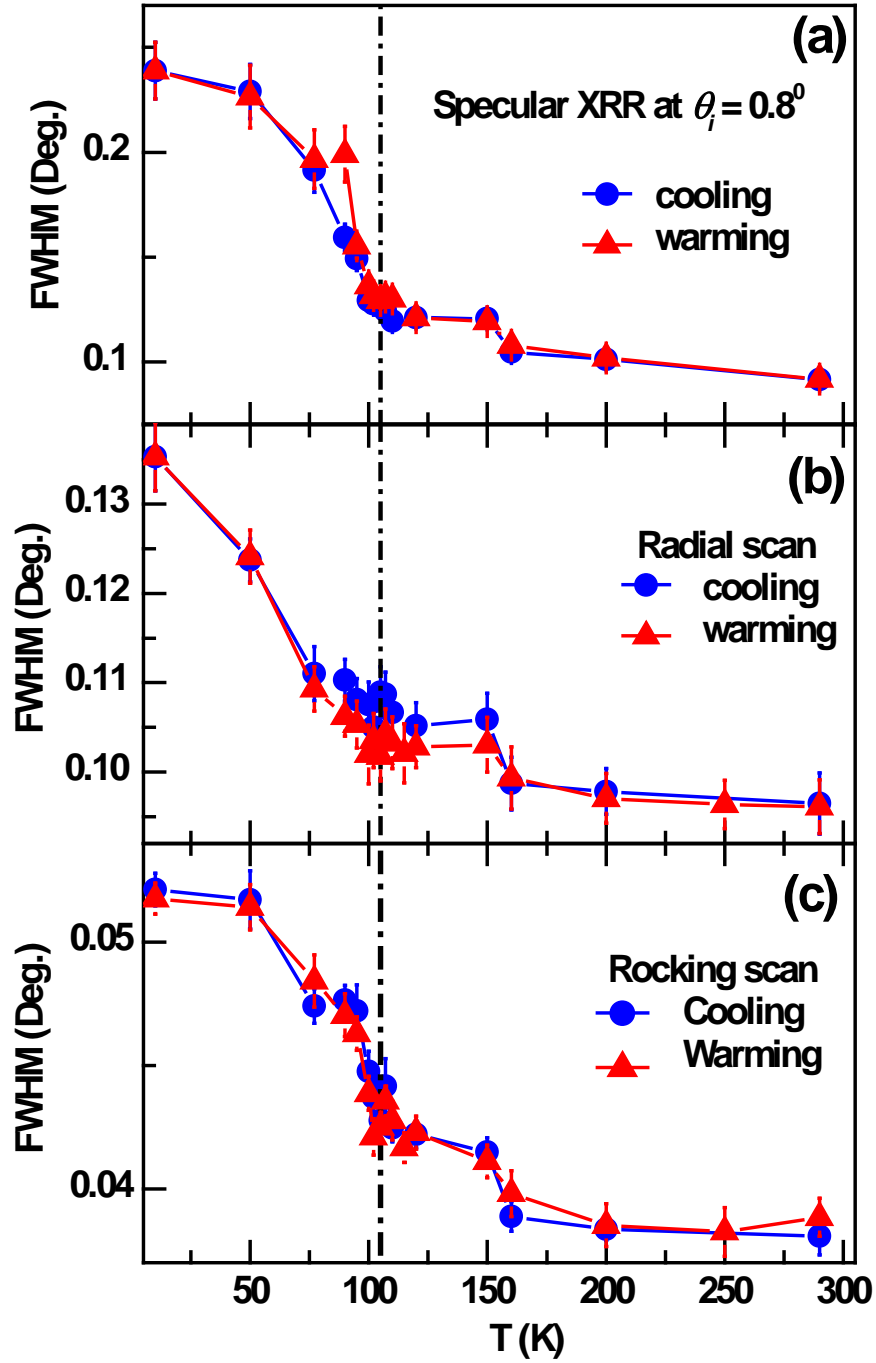 (a)
Specular XRR at θi = 0.8⁰
cooling
warming
FWHM (Deg.)
0.2
0.1
(b)
Radial scan
cooling
warming
FWHM (Deg.)
0.13
0.12
0.11
0.10
(c)
Rocking scan
Cooling
Warming
FWHM (Deg.)
0.05
0.04
50 100 150 200 250 300
T (K)